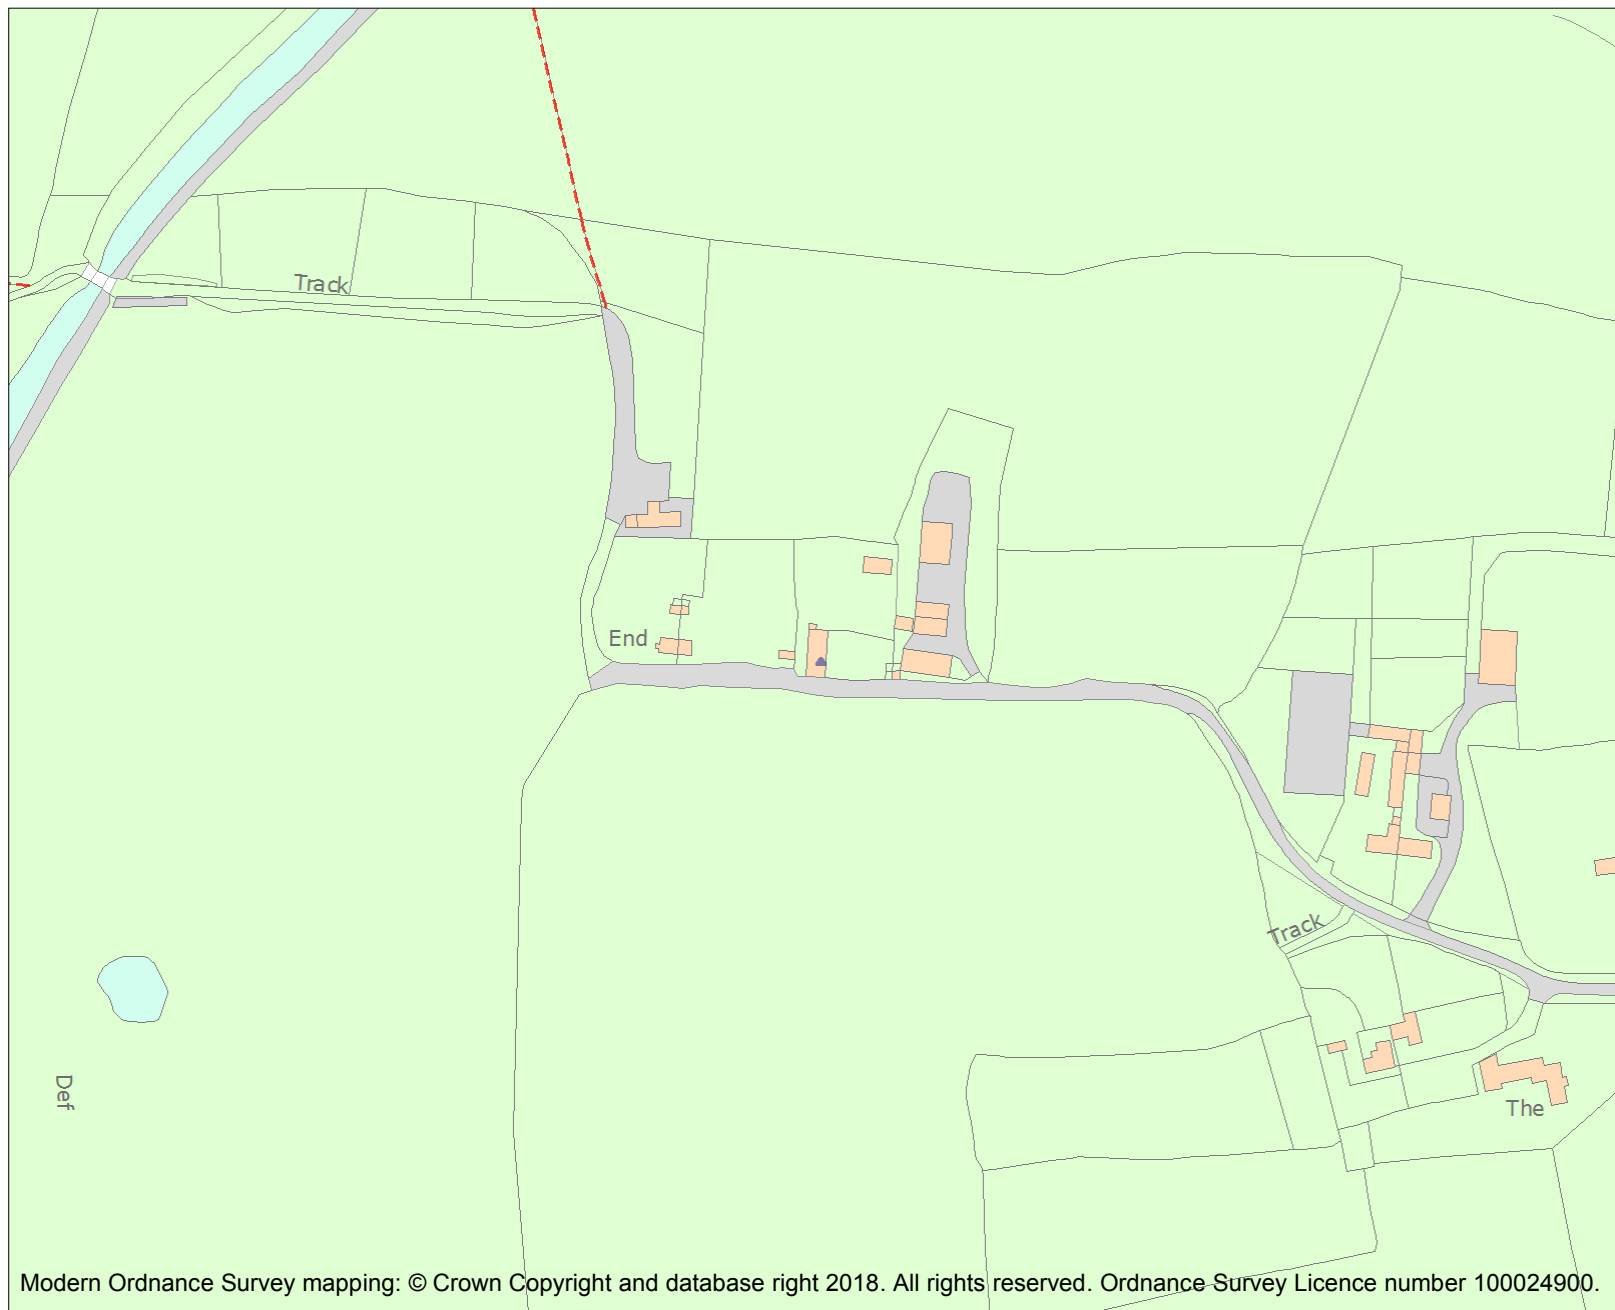 Track
End
Track
Def
The
Modern Ordnance Survey mapping: © Crown Copyright and database right 2018. All rights reserved. Ordnance Survey Licence number 100024900.